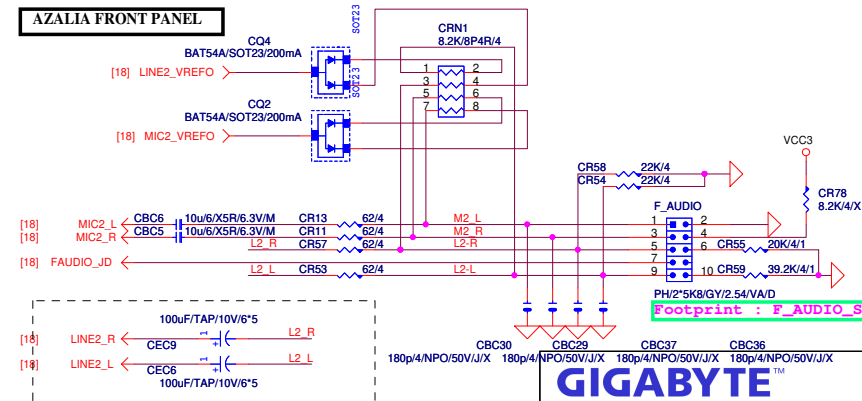 AZALIA FRONT PANEL
SOT23
CQ4
BAT54A/SOT23/200mA
[18] LINE2_VREFO
SOT23
CRN1
8.2K/8P4R/4
1 2
3 4
5 6
7 8
CQ2
BAT54A/SOT23/200mA
[18] MIC2_VREFO
VCC3
CR58 22K/4
CR54 22K/4
CR78
8.2K/4/X
F_AUDIO
[18] MIC2_L CBC6 10u/6/X5R/6.3V/M CR13 62/4 M2_L 1 2
[18] MIC2_R CBC5 10u/6/X5R/6.3V/M CR11 62/4 M2_R 3 4
L2_R CR57 62/4 L2-R 5 6 CR55 20K/4/1
[18] FAUDIO_JD 7
L2_L CR53 62/4 L2-L 9 10 CR59 39.2K/4/1
PH/2*5K8/GY/2.54/VA/D
Footprint : F_AUDIO_S
100uF/TAP/10V/6*5
[18] LINE2_R CEC9 1 + L2_R
[18] LINE2_L CEC6 1 + L2_L
100uF/TAP/10V/6*5
CBC30 CBC29 CBC37 CBC36
180p/4/NPO/50V/J/X 180p/4/NPO/50V/J/X 180p/4/NPO/50V/J/X 180p/4/NPO/50V/J/X
GIGABYTE™